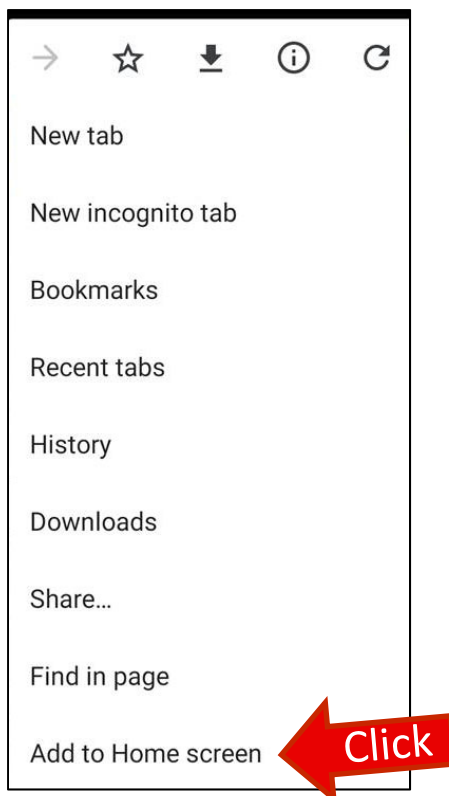 New tab
New incognito tab
Bookmarks
Recent tabs
History
Downloads
Share...
Find in page
Add to Home screen
Click